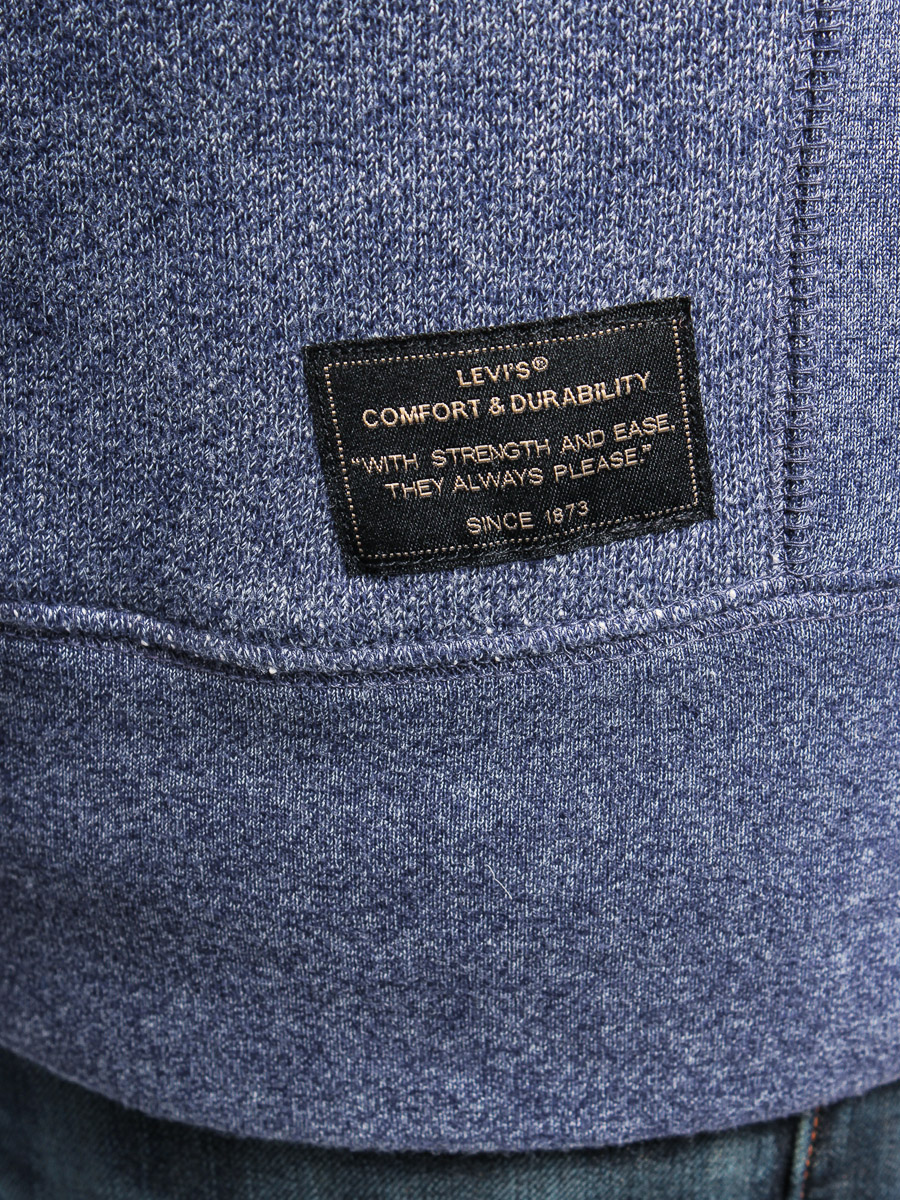 LEVI'S®
COMFORT & DURABILITY
"WITH STRENGTH AND EASE,
THEY ALWAYS PLEASE"
SINCE 1873